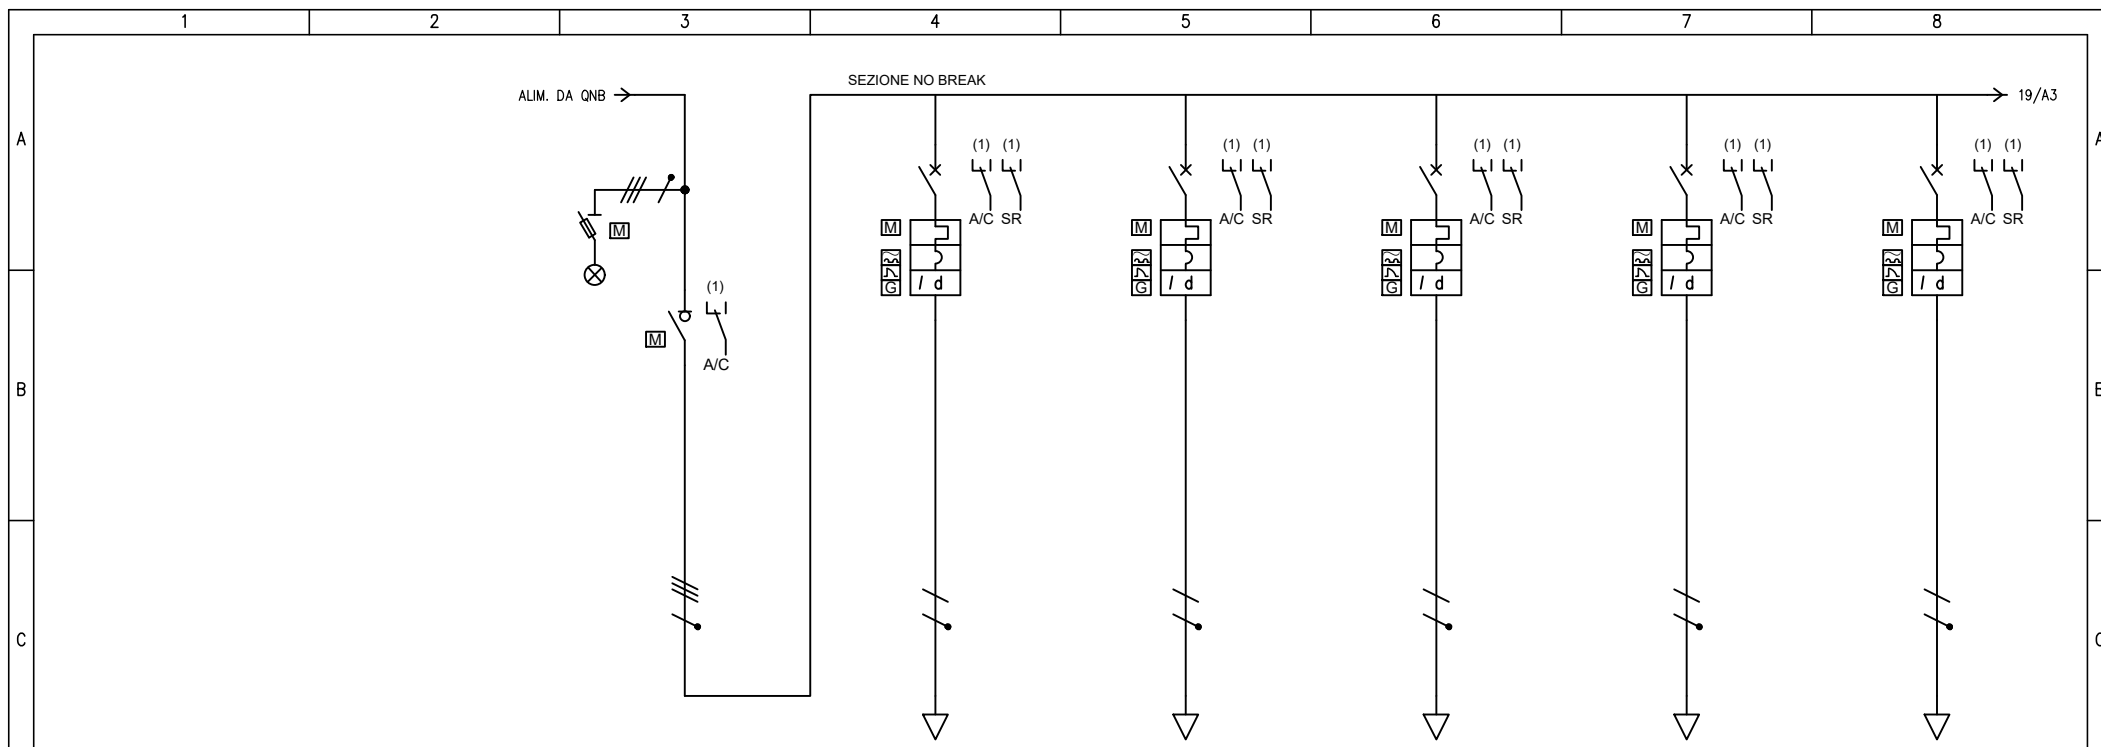 1 2 3 4 5 6 7 8
SEZIONE NO BREAK
ALIM. DA QNB 19/A3
A A
(1) (1) (1) (1) (1) (1) (1) (1) (1) (1)
A/C SR A/C SR A/C SR A/C SR A/C SR
M M M M M M
G I d G I d G I d G I d G I d
(1)
M
A/C
B B
C C